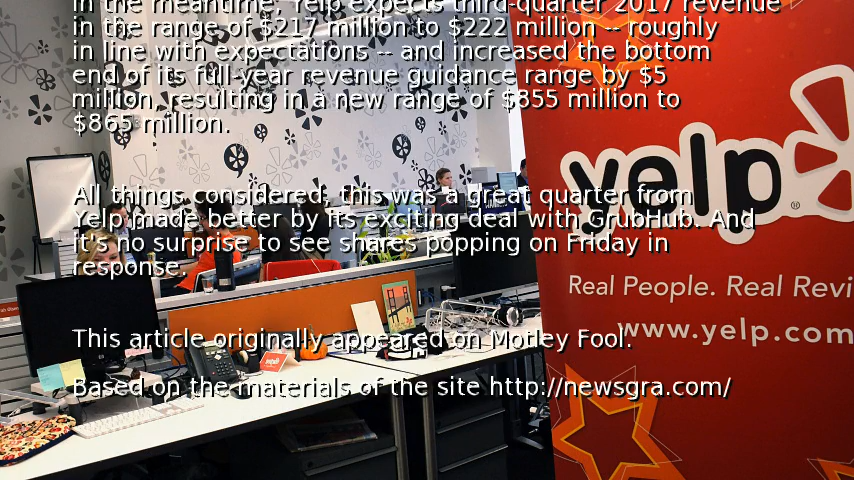 in the meantime, Yelp expects third-quarter 2017 revenue
in the range of $217 million to $222 million -- roughly
in line with expectations -- and increased the bottom
end of its full-year revenue guidance range by $5
million, resulting in a new range of $855 million to
$865 million.
All things considered, this was a great quarter from
Yelp made better by its exciting deal with GrubHub. And
it's no surprise to see shares popping on Friday in
response.
This article originally appeared on Motley Fool.
Based on the materials of the site http://newsgra.com/
yelp
®
Real People. Real Revi
www.yelp.com